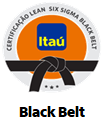 CERTIFICAÇÃO LEAN SIX SIGMA BLACK BELT
Itaú
Black Belt